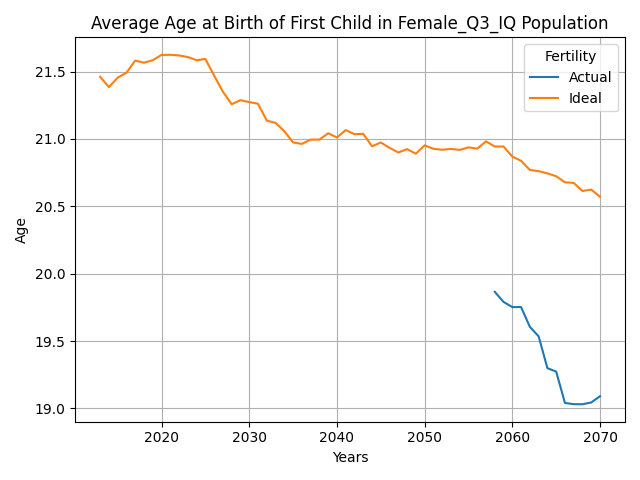 Average Age at Birth of First Child in Female_Q3_IQ Population
Fertility
Actual
Ideal
21.5
21.0
20.5
20.0
19.5
19.0
Age
2020
2030
2040
2050
2060
2070
Years